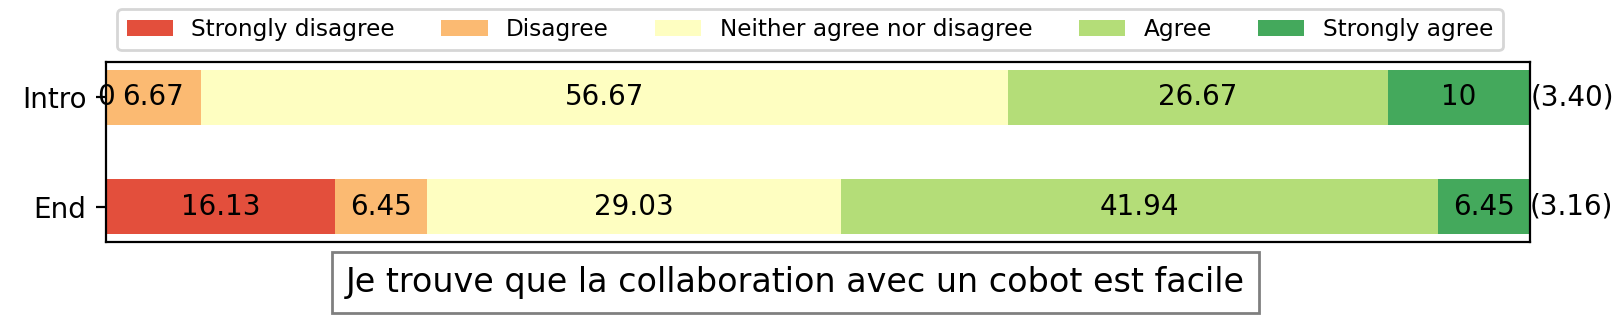 Strongly disagree Disagree Neither agree nor disagree Agree Strongly agree
Intro 0 6.67 56.67 26.67 10 (3.40)
End 16.13 6.45 29.03 41.94 6.45 (3.16)
Je trouve que la collaboration avec un cobot est facile